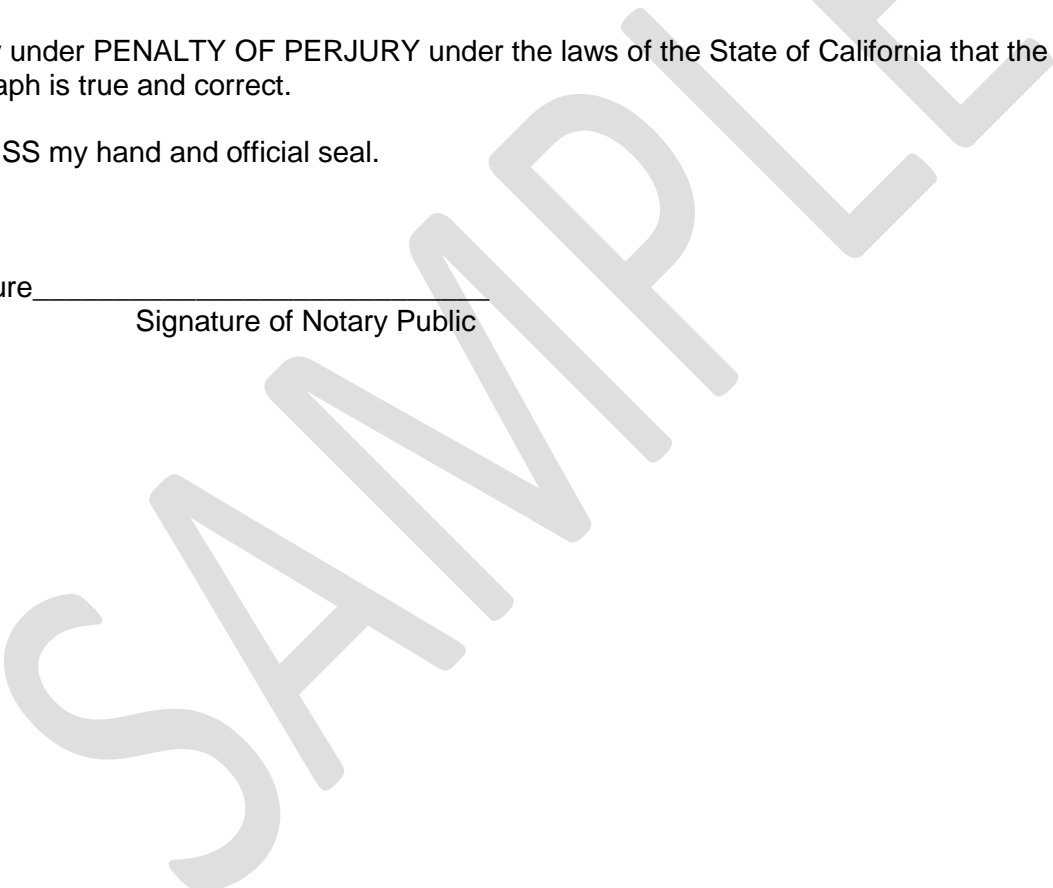 under PENALTY OF PERJURY under the laws of the State of California that the
aph is true and correct.
SS my hand and official seal.
ure____________________________
Signature of Notary Public
SAMPLE